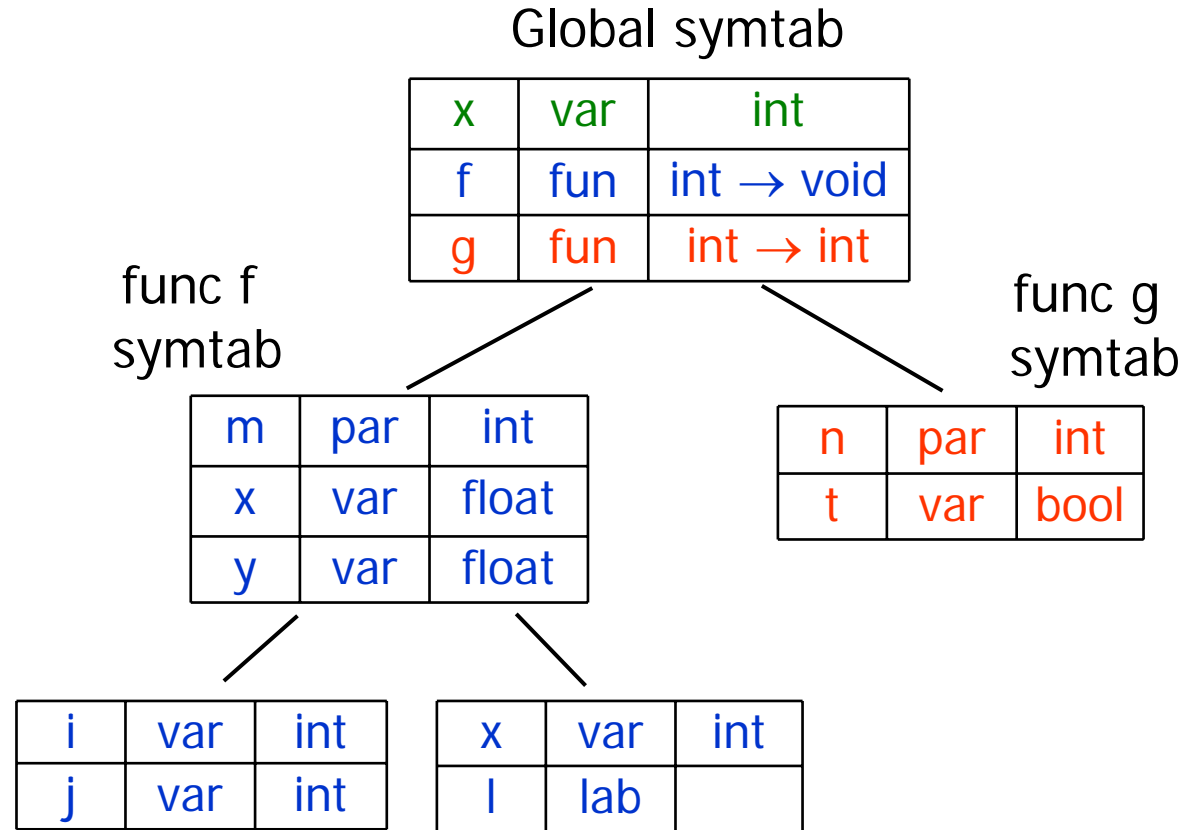 Global symtab
x var int
f fun int → void
g fun int → int
func f
symtab
func g
symtab
m par int
x var float
y var float
n par int
t var bool
i var int
j var int
x var int
l lab